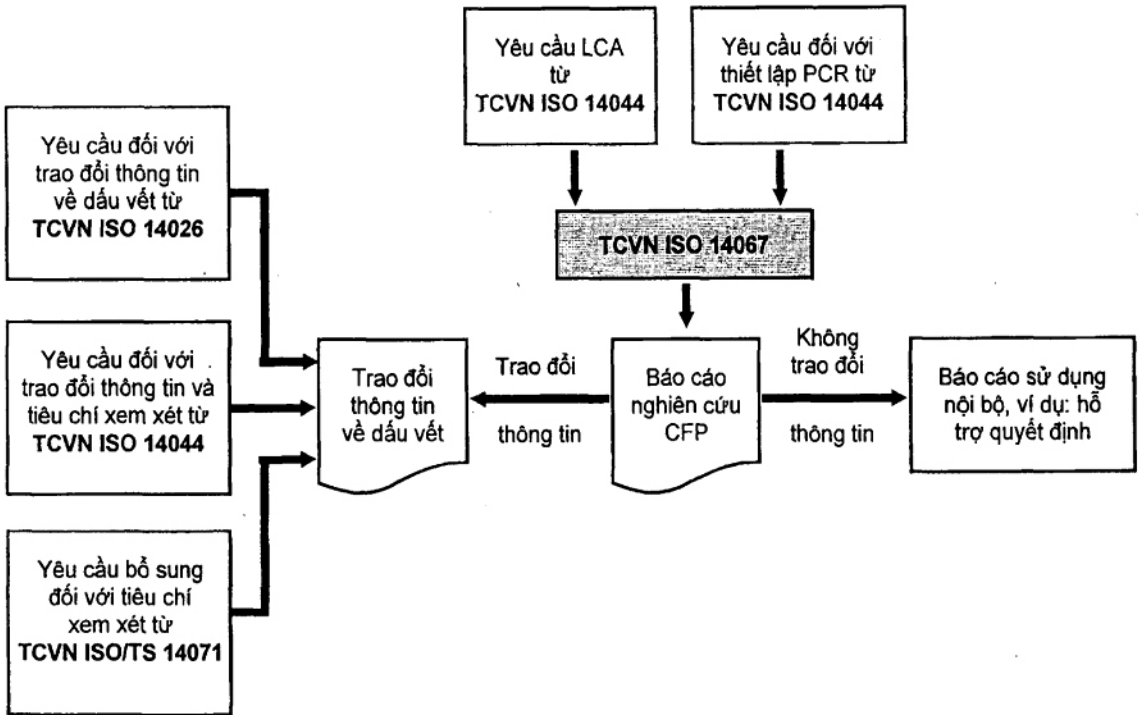 Yêu cầu LCA
từ
TCVN ISO 14044
Yêu cầu đối với
thiết lập PCR từ
TCVN ISO 14044
Yêu cầu đối với
trao đổi thông tin
về dấu vết từ
TCVN ISO 14026
TCVN ISO 14067
Yêu cầu đối với
trao đổi thông tin và
tiêu chí xem xét từ
TCVN ISO 14044
Trao đổi
thông tin
về dấu vết
Trao đổi
thông tin
Báo cáo
nghiên cứu
CFP
Không
trao đổi
thông tin
Báo cáo sử dụng
nội bộ, ví dụ: hỗ
trợ quyết định
Yêu cầu bổ sung
đối với tiêu chí
xem xét từ
TCVN ISO/TS 14071